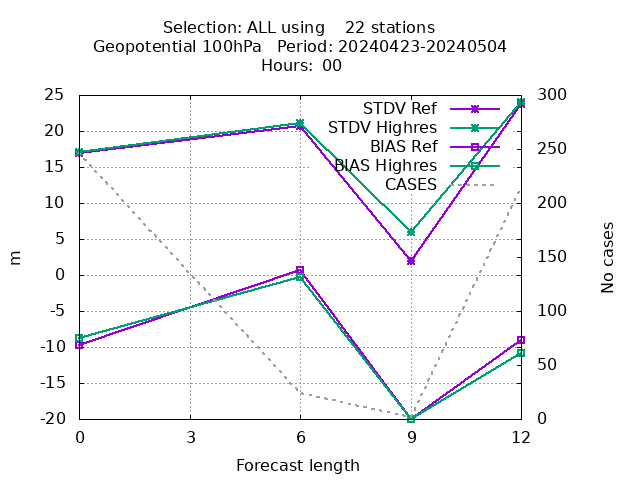 Selection: ALL using    22 stations
Geopotential 100hPa   Period: 20240423-20240504
Hours: 00
STDV Ref
STDV Highres
BIAS Ref
BIAS Highres
CASES
25
20
15
10
5
0
-5
-10
-15
-20
m
300
250
200
150
100
50
0
No cases
0 3 6 9 12
Forecast length